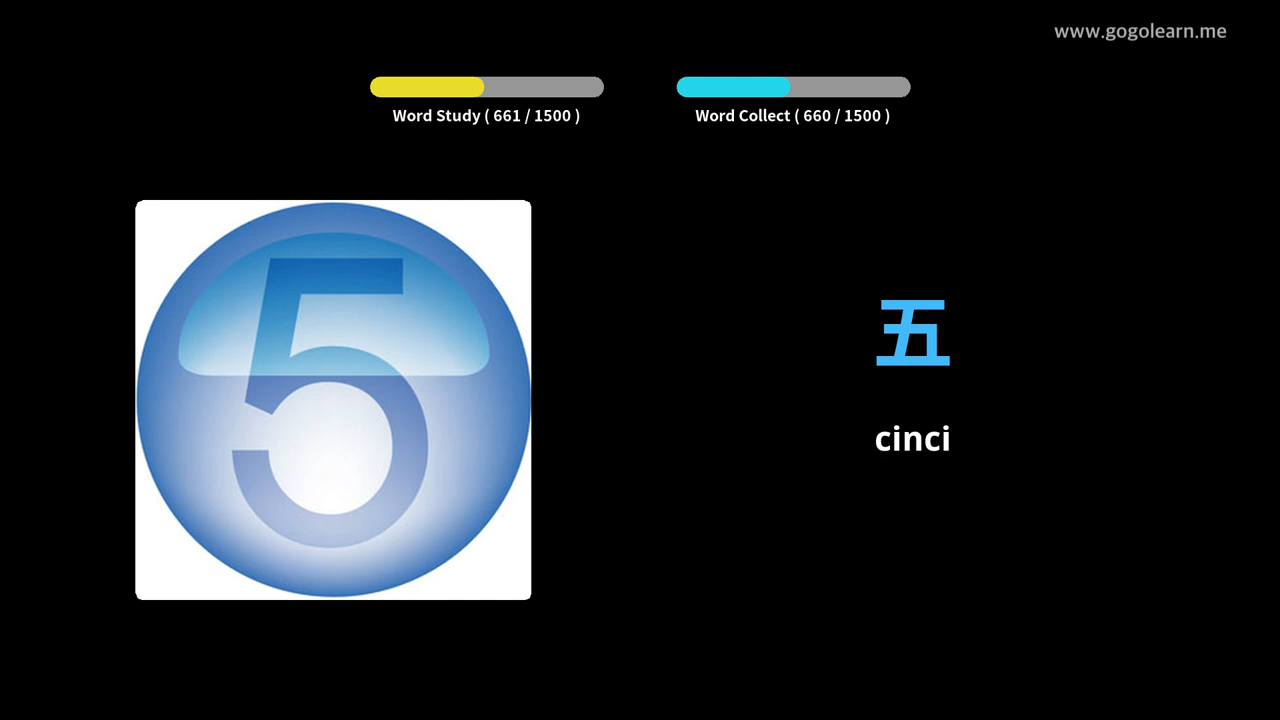 www.gogolearn.me
Word Study ( 661 / 1500 )
Word Collect ( 660 / 1500 )
5
五
cinci